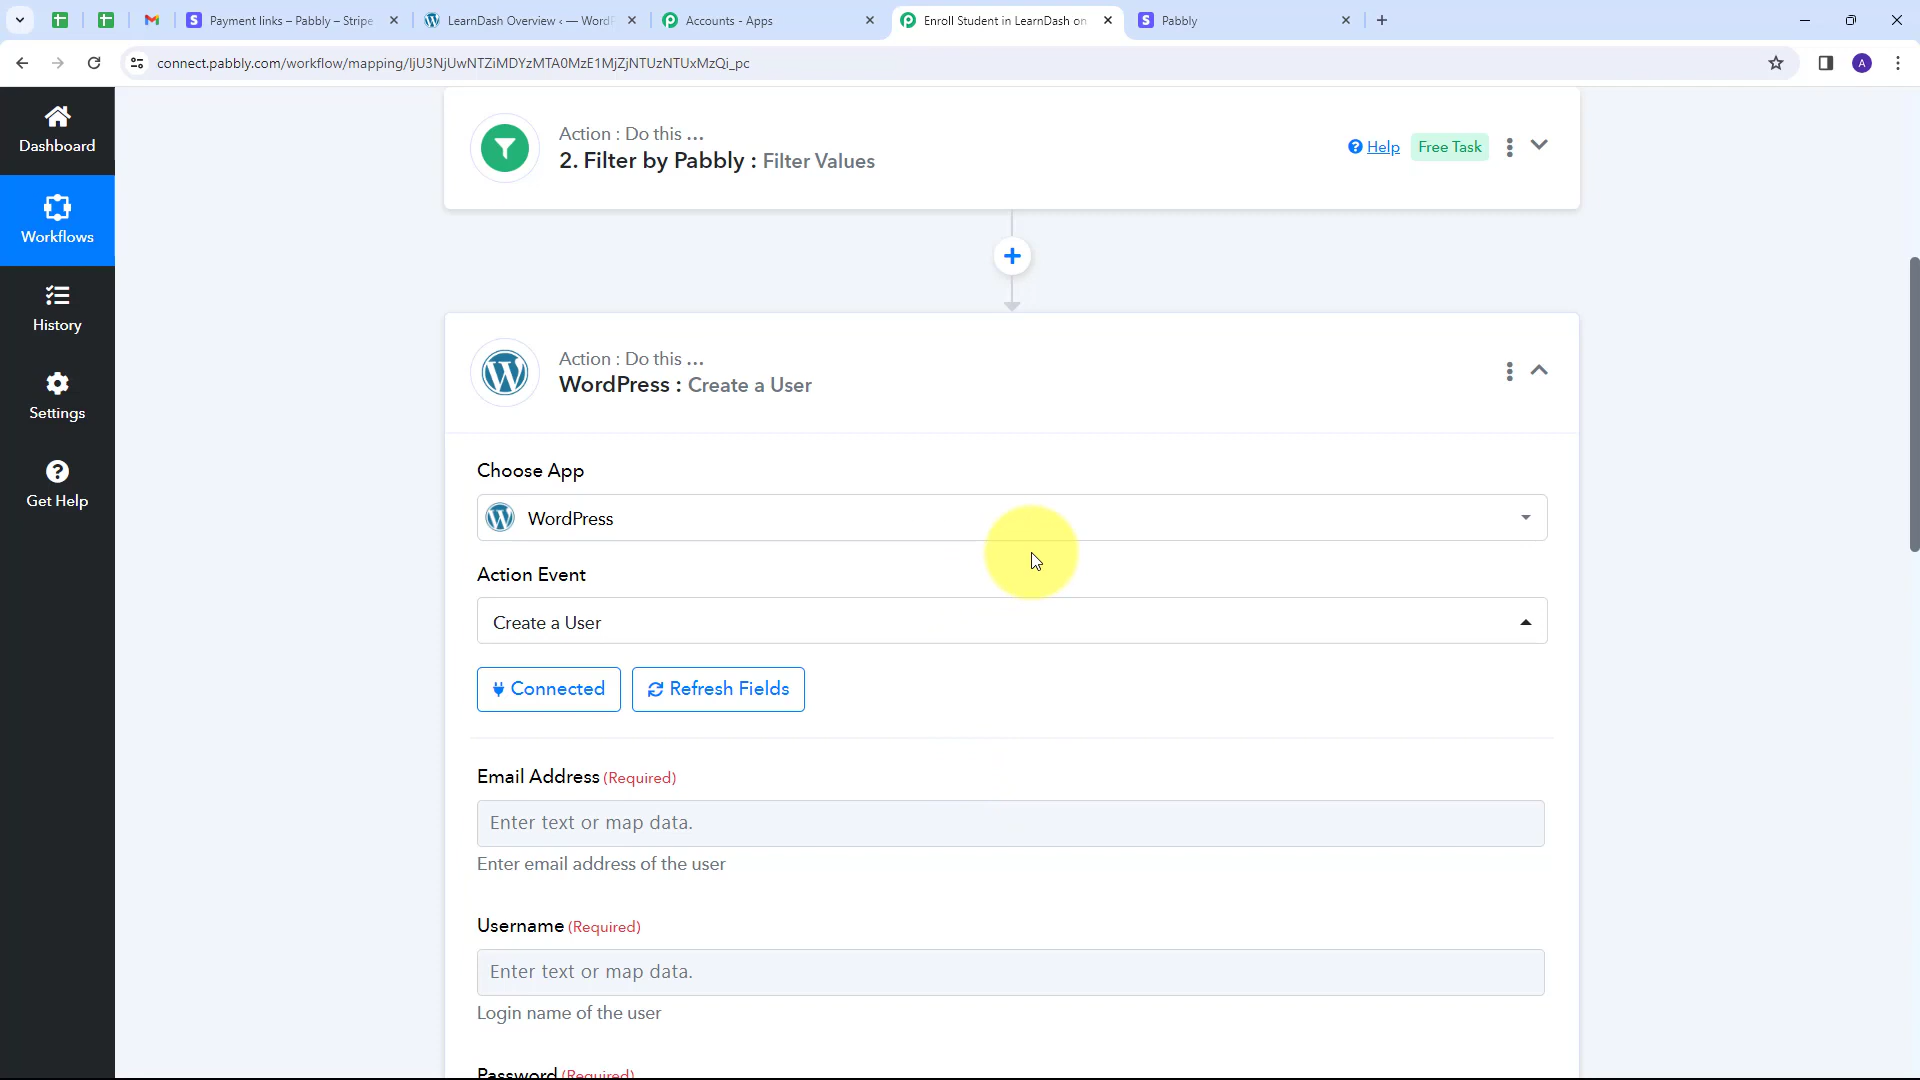 Payment links – Pabbly – Stripe
LearnDash Overview ‹ — WordP
Accounts - Apps
Enroll Student in LearnDash on
Pabbly
connect.pabbly.com/workflow/mapping/IjU3NjUwNTZiMDYzMTA0MzE1MjZjNTUzNTUxMzQi_pc
A
Dashboard
Workflows
History
Settings
Get Help
Action : Do this ...
2. Filter by Pabbly : Filter Values
Help
Free Task
Action : Do this ...
WordPress : Create a User
Choose App
WordPress
Action Event
Create a User
Connected
Refresh Fields
Email Address (Required)
Enter text or map data.
Enter email address of the user
Username (Required)
Enter text or map data.
Login name of the user
Password (Required)